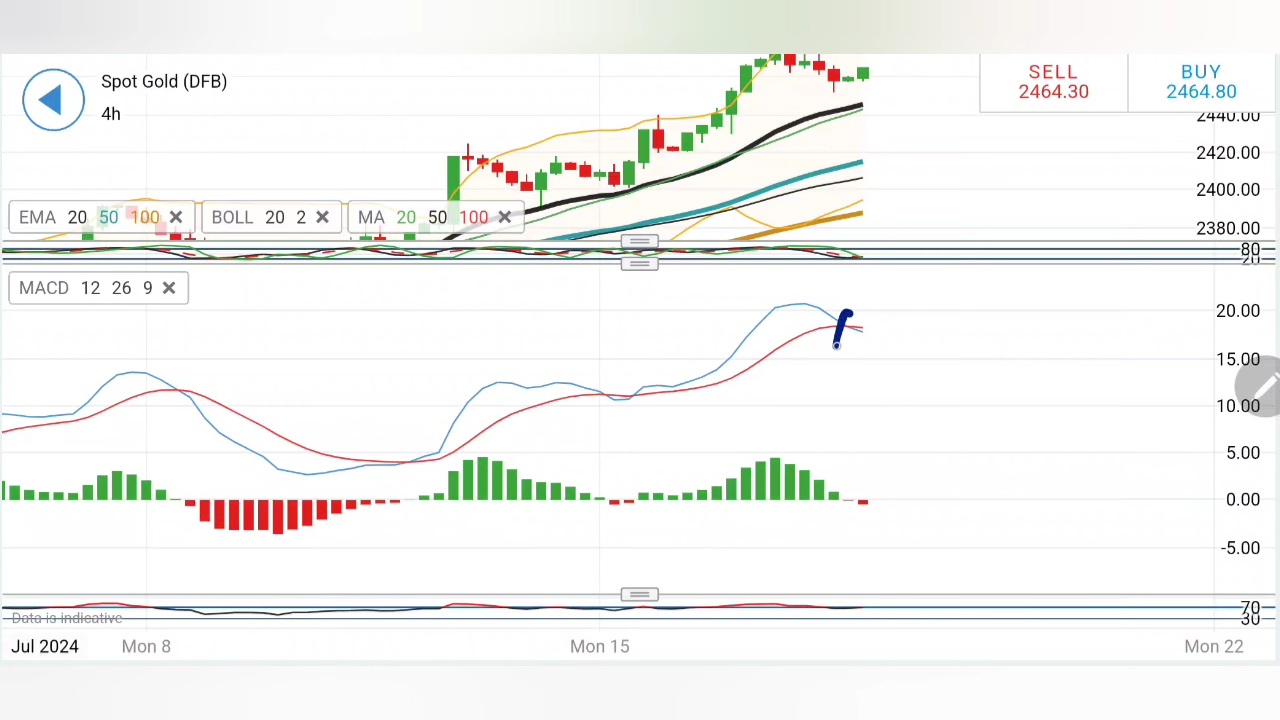 Spot Gold (DFB)
4h
SELL
2464.30
BUY
2464.80
2440.00
2420.00
2400.00
2380.00
EMA 20 50 100 ×
BOLL 20 2 ×
MA 20 50 100 ×
80
20
MACD 12 26 9 ×
20.00
15.00
10.00
5.00
0.00
-5.00
70
30
Data is indicative
Jul 2024 Mon 8 Mon 15 Mon 22